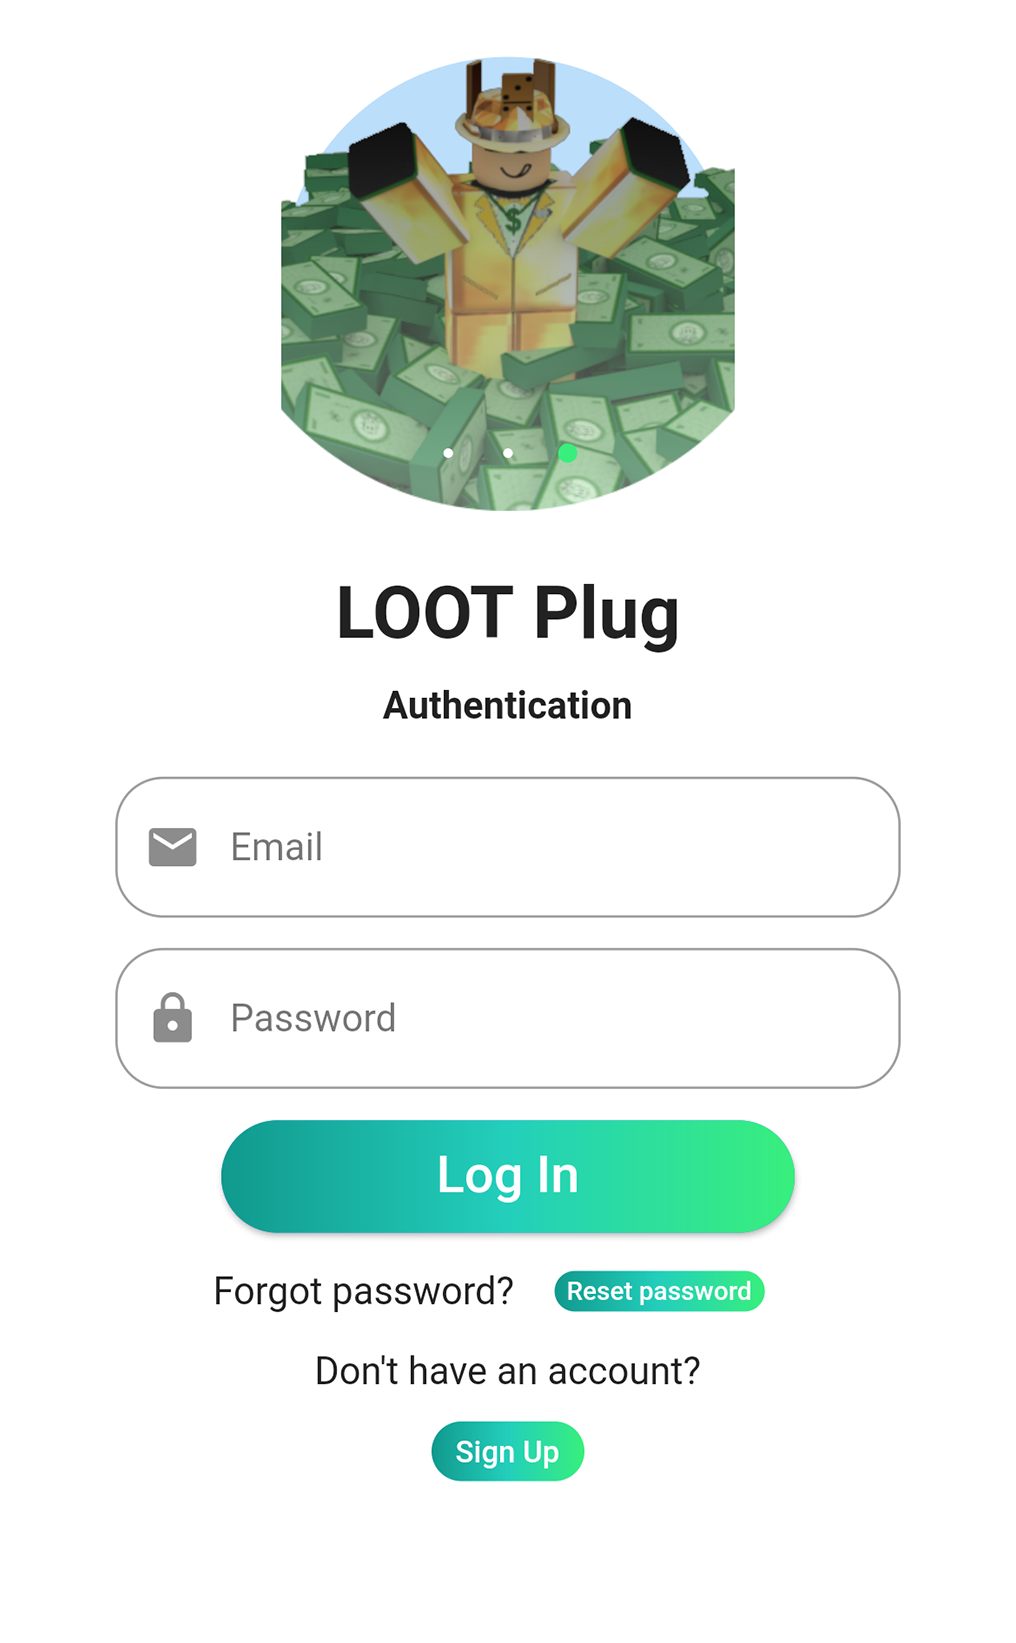 LOOT Plug
Authentication
Email
Password
Log In
Forgot password? Reset password
Don't have an account?
Sign Up